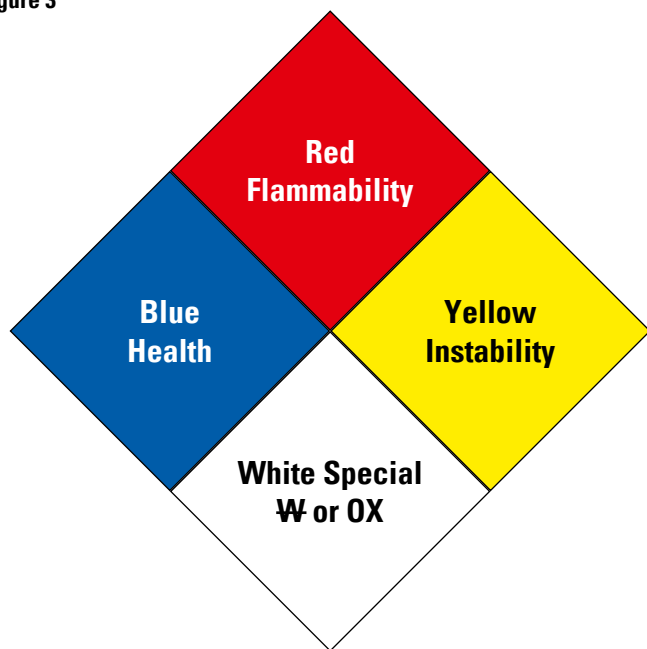 gure 3
Red
Flammability
Blue
Health
Yellow
Instability
White Special
W̶ or OX